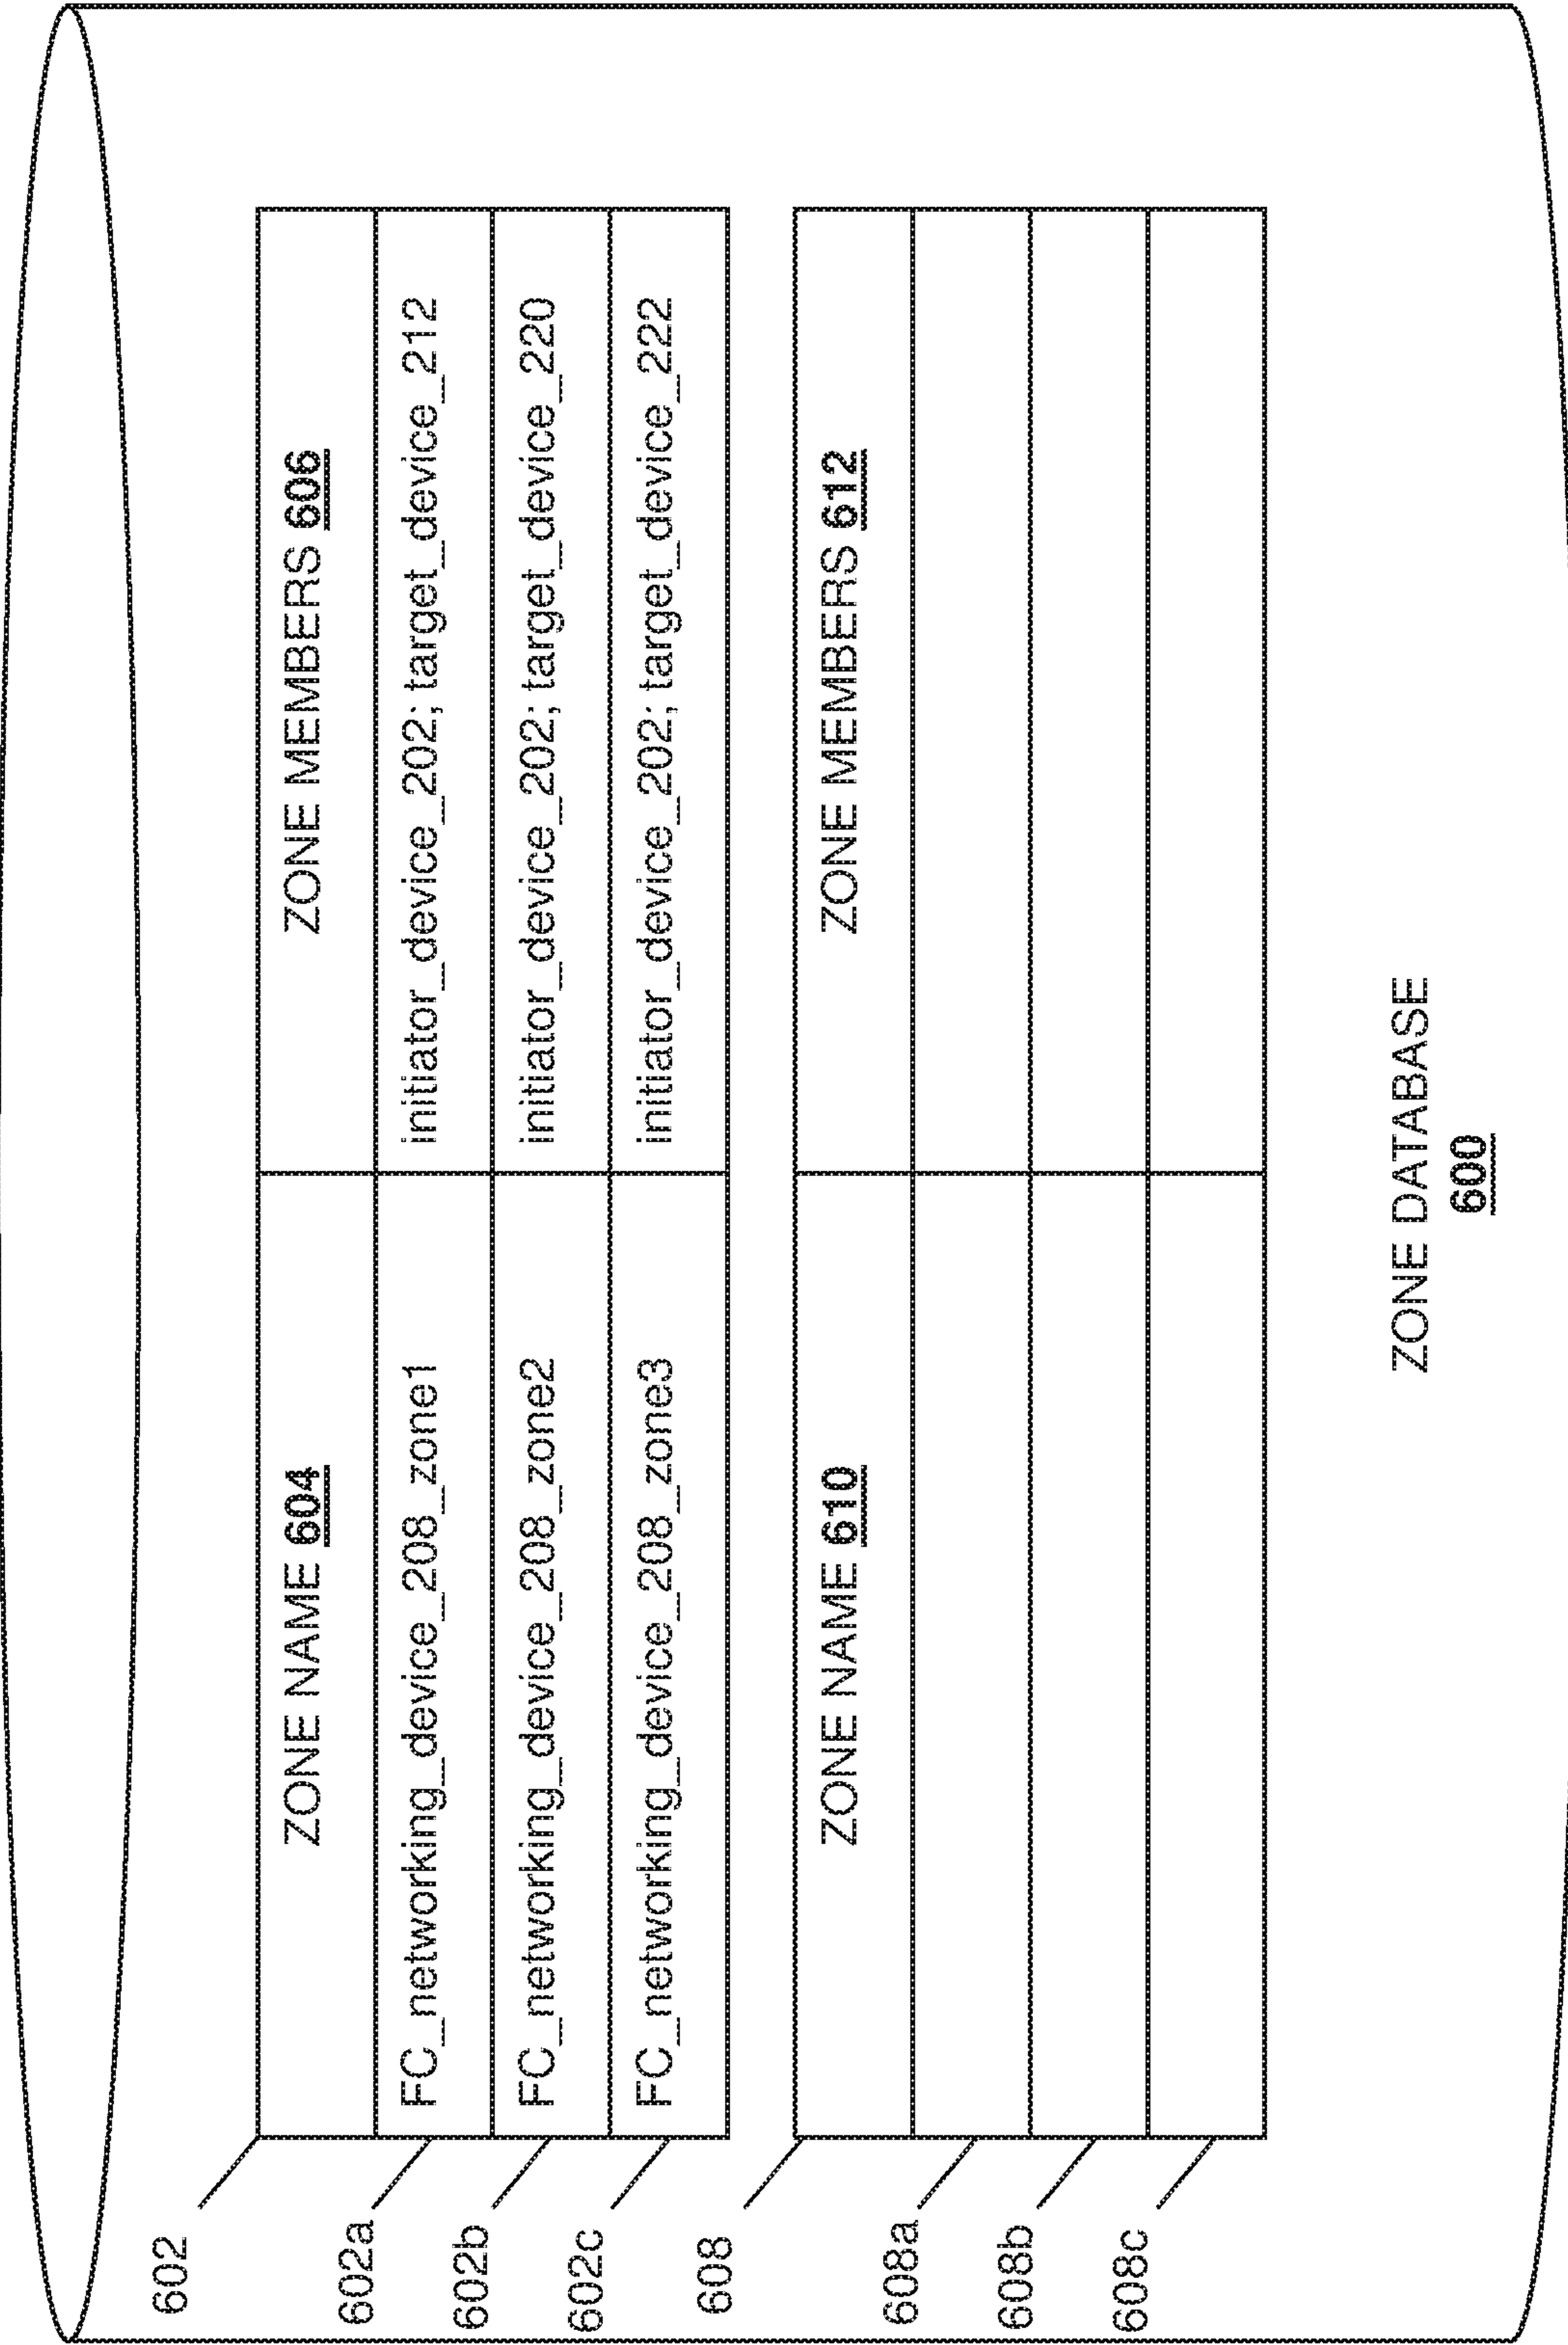 602
ZONE NAME 604 ZONE MEMBERS 606
602a FC_networking_device_208_zone1 initiator_device_202; target_device_212
602b FC_networking_device_208_zone2 initiator_device_202; target_device_220
602c FC_networking_device_208_zone3 initiator_device_202; target_device_222
608
ZONE NAME 610 ZONE MEMBERS 612
608a
608b
608c
ZONE DATABASE
600